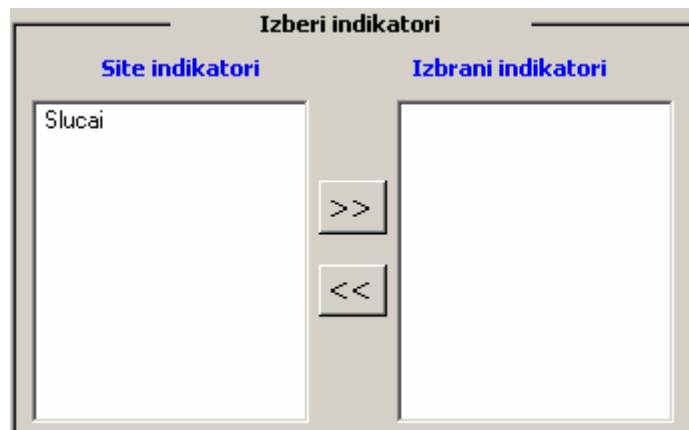 Izberi indikatori
Site indikatori Izbrani indikatori
Slucai
>>
<<